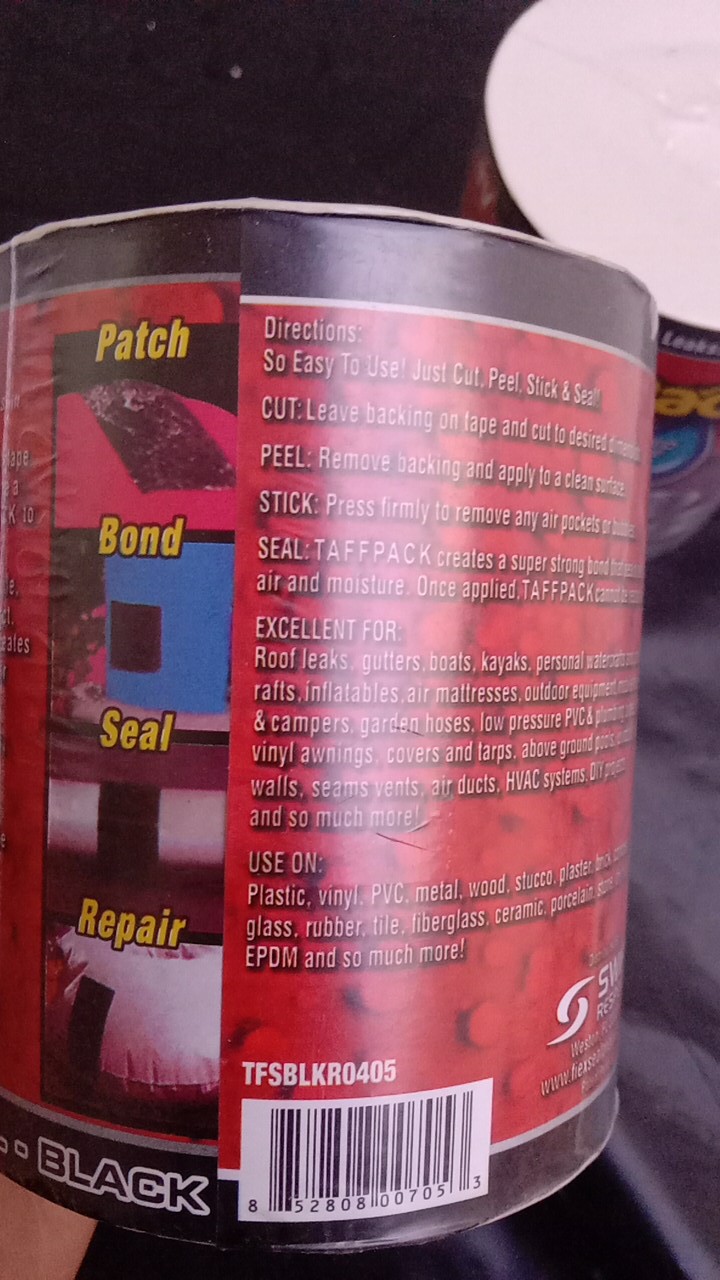 Patch
Bond
Seal
Repair
BLACK
Directions:
So Easy To Use! Just Cut, Peel, Stick & Seal!
CUT: Leave backing on tape and cut to desired
PEEL: Remove backing and apply to a clean surface.
STICK: Press firmly to remove any air pockets or
SEAL: TAFFPACK creates a super strong bond that
air and moisture. Once applied, TAFFPACK cannot be
EXCELLENT FOR:
Roof leaks, gutters, boats, kayaks, personal
rafts, inflatables, air mattresses, outdoor equipment,
& campers, garden hoses, low pressure PVC & plumbing,
vinyl awnings, covers and tarps, above ground pools,
walls, seams vents, air ducts, HVAC systems, DIY
and so much more!
USE ON:
Plastic, vinyl, PVC, metal, wood, stucco, plaster, brick,
glass, rubber, tile, fiberglass, ceramic, porcelain,
EPDM and so much more!
TFSBLKR0405
8 52808 00705 3
Leaks